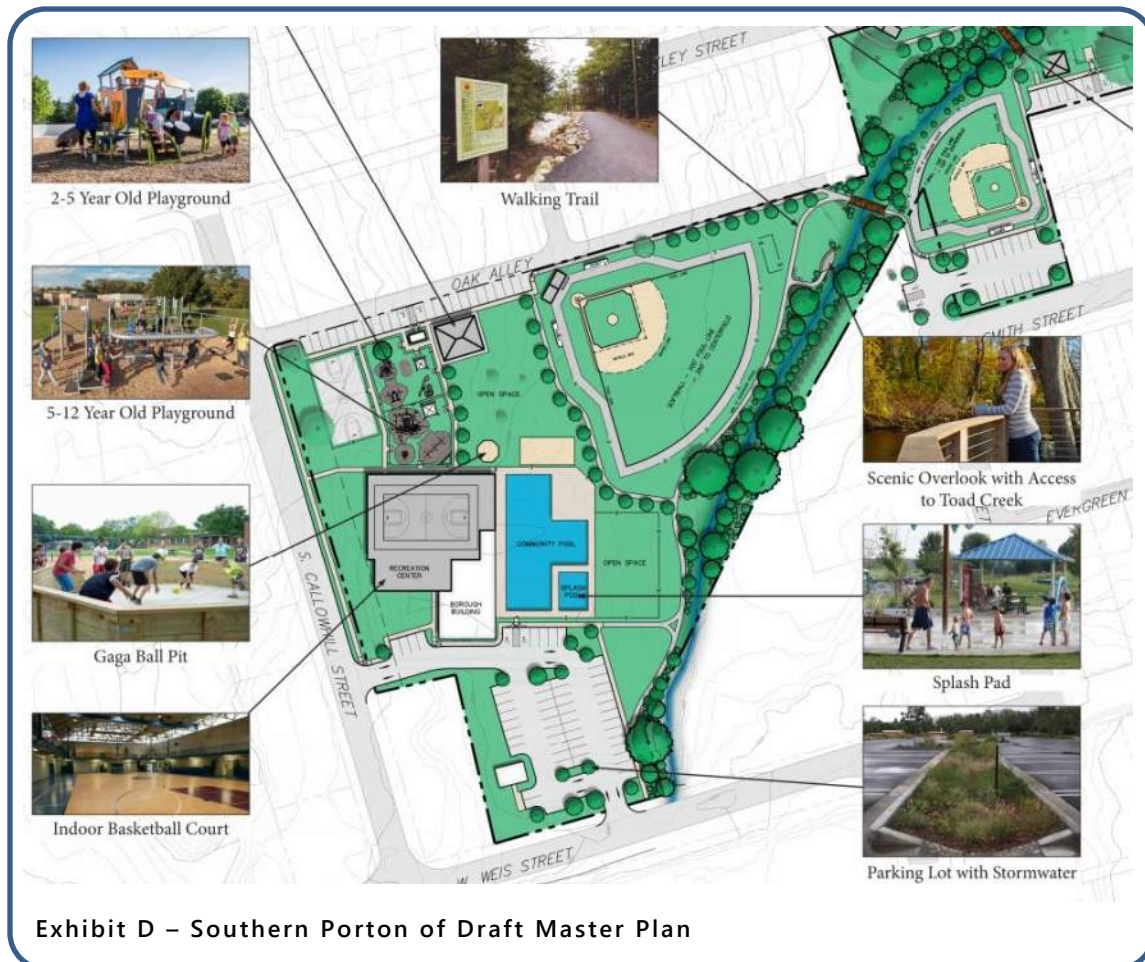 TLEY STREET
2-5 Year Old Playground
Walking Trail
OAK ALLEY
SMITH STREET
5-12 Year Old Playground
OPEN SPACE
Scenic Overlook with Access
to Toad Creek
EVERGREEN
COMMUNITY POOL
RECREATION
CENTER
OPEN SPACE
SPLASH
BOROUGH
BUILDING
Gaga Ball Pit
S. CALLOWHILL STREET
Splash Pad
Indoor Basketball Court
W. WEIS STREET
Parking Lot with Stormwater
Exhibit D – Southern Porton of Draft Master Plan